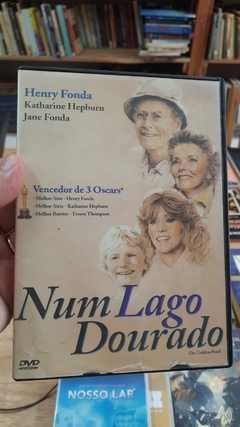 Henry Fonda
Katharine Hepburn
Jane Fonda
Vencedor de 3 Oscars*
- Melhor Ator - Henry Fonda
- Melhor Atriz - Katharine Hepburn
- Melhor Roteiro - Ernest Thompson
Num Lago
Dourado
On Golden Pond
DVD
NOSSO LAR